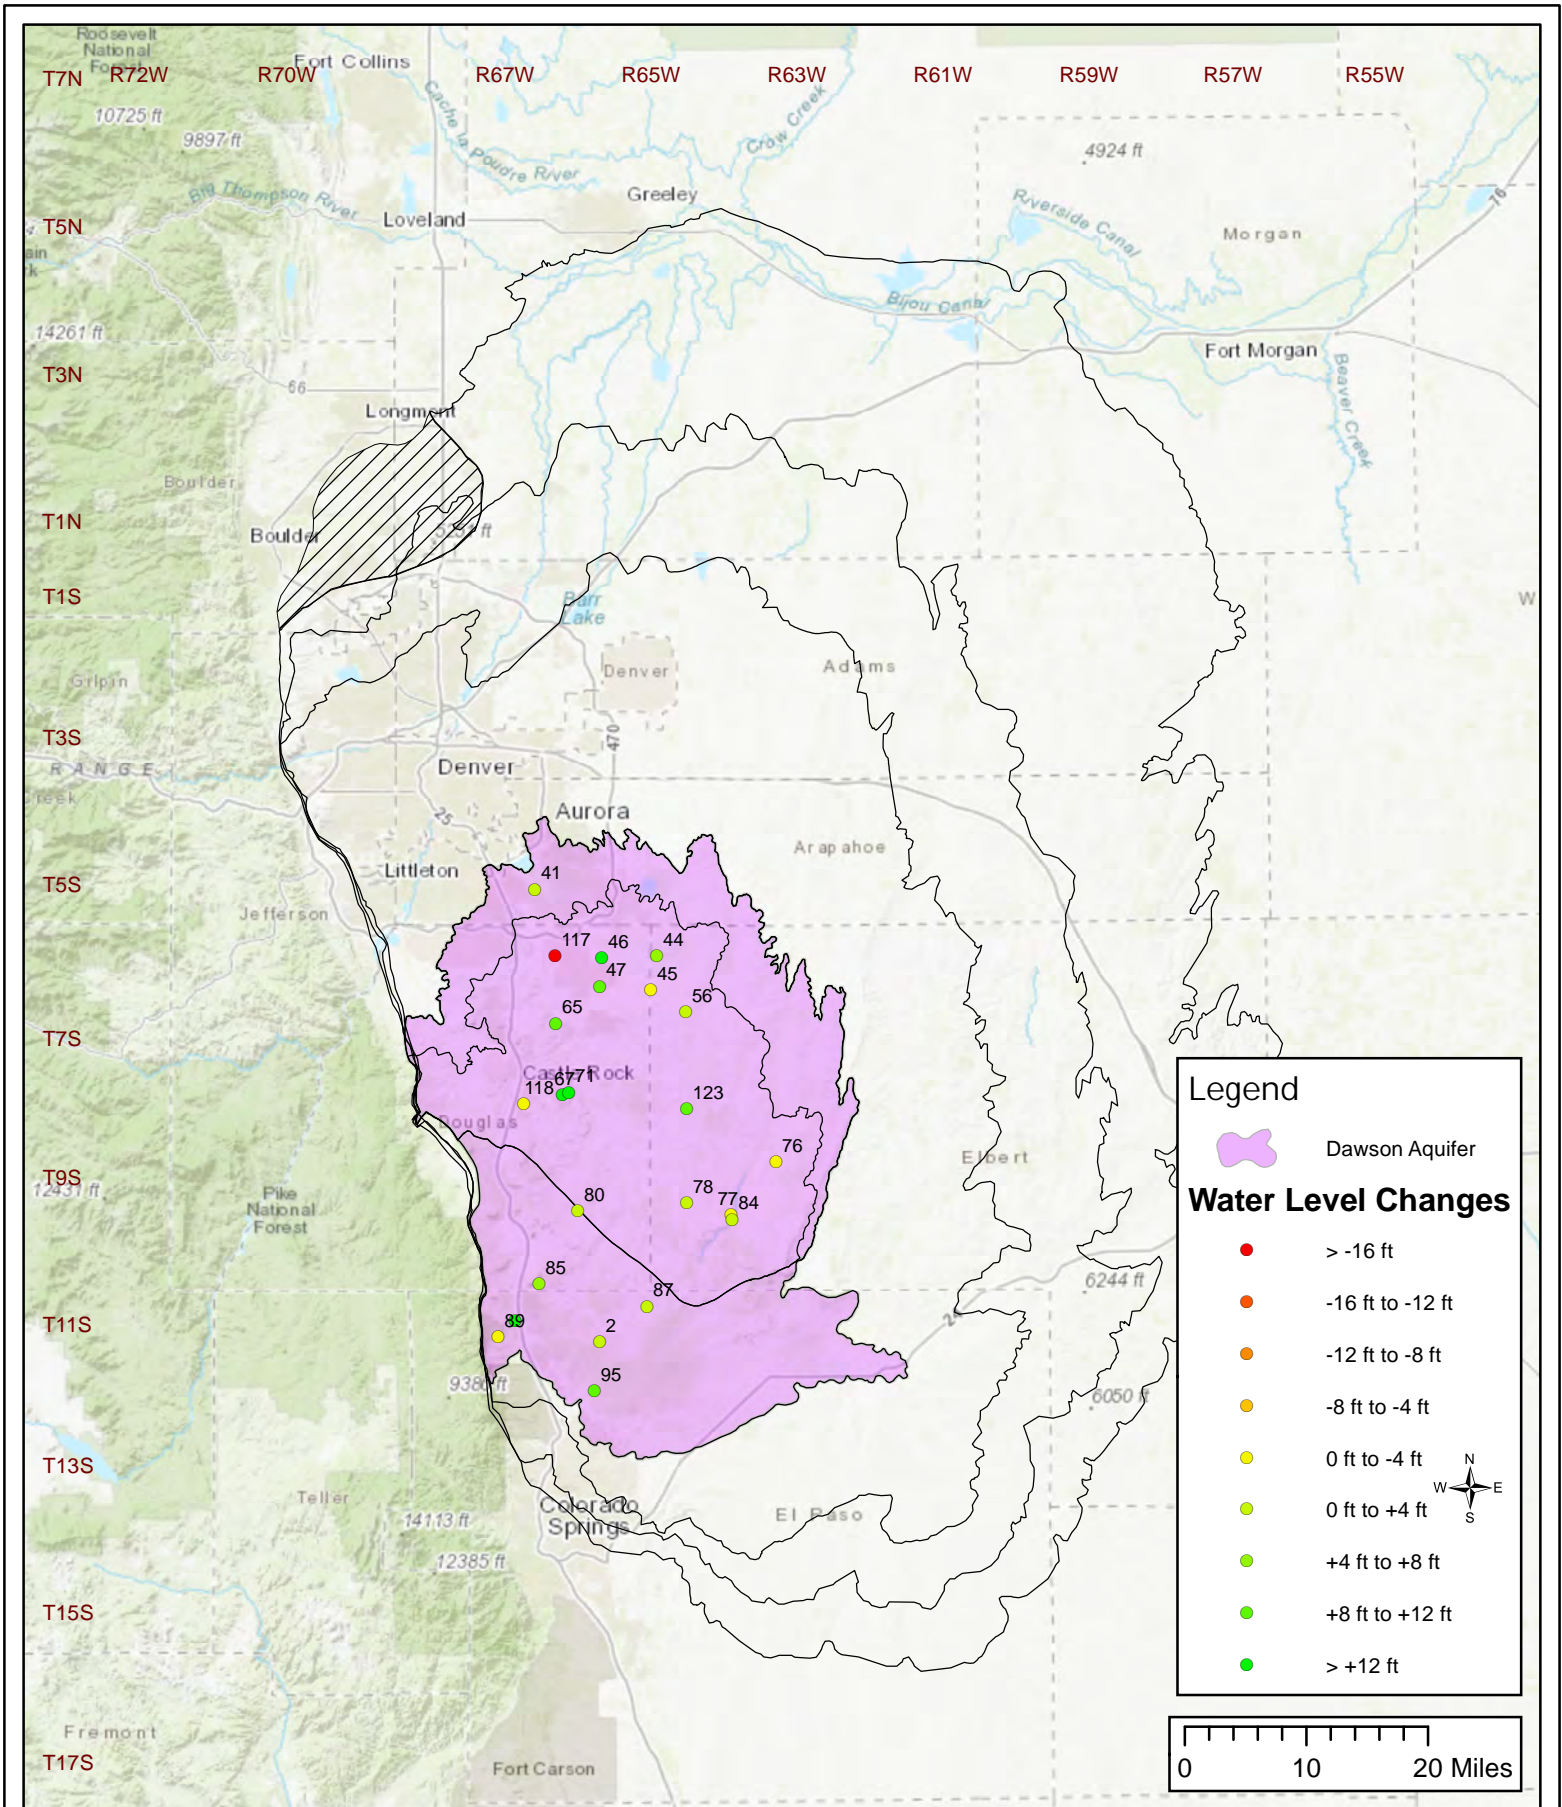 Roosevelt
National
Forest
Fort Collins
T7N
R72W
R70W
R67W
R65W
R63W
R61W
R59W
R57W
R55W
10725 ft
9897 ft
Cache la Poudre River
Crow Creek
4924 ft
Big Thompson River
Greeley
Riverside Canal
76
T5N
Loveland
Morgan
Bijou Canal
14261 ft
T3N
66
Fort Morgan
Beaver Creek
Longmont
Boulder
T1N
Boulder
5251 ft
T1S
Barr
Lake
W
Gilpin
Denver
Adams
T3S
470
RANGE
Denver
Creek
25
Aurora
Arapahoe
Littleton
T5S
41
Jefferson
117
46
44
47
45
56
65
T7S
Castle Rock
118
67
71
123
Douglas
76
Elbert
T9S
12431 ft
Pike
National
Forest
80
78
77
84
85
87
6244 ft
24
T11S
89
2
9386 ft
95
6050 ft
T13S
Teller
14113 ft
Colorado
Springs
El Paso
12385 ft
T15S
Fremont
T17S
Fort Carson
Legend
Dawson Aquifer
Water Level Changes
> -16 ft
-16 ft to -12 ft
-12 ft to -8 ft
-8 ft to -4 ft
0 ft to -4 ft
0 ft to +4 ft
+4 ft to +8 ft
+8 ft to +12 ft
> +12 ft
N
W
E
S
0
10
20 Miles